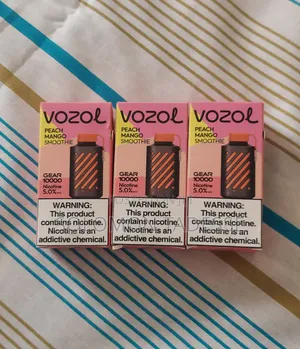 VOZOL
PEACH
MANGO
SMOOTHIE
GEAR
10000
Nicotine
5.0%
WARNING:
This product
contains nicotine.
Nicotine is an
addictive chemical.
VOZOL
PEACH
MANGO
SMOOTHIE
GEAR
10000
Nicotine
5.0%
WARNING:
This product
contains nicotine.
Nicotine is an
addictive chemical.
VOZOL
PEACH
MANGO
SMOOTHIE
GEAR
10000
Nicotine
5.0%
WARNING:
This product
contains nicotine.
Nicotine is an
addictive chemical.